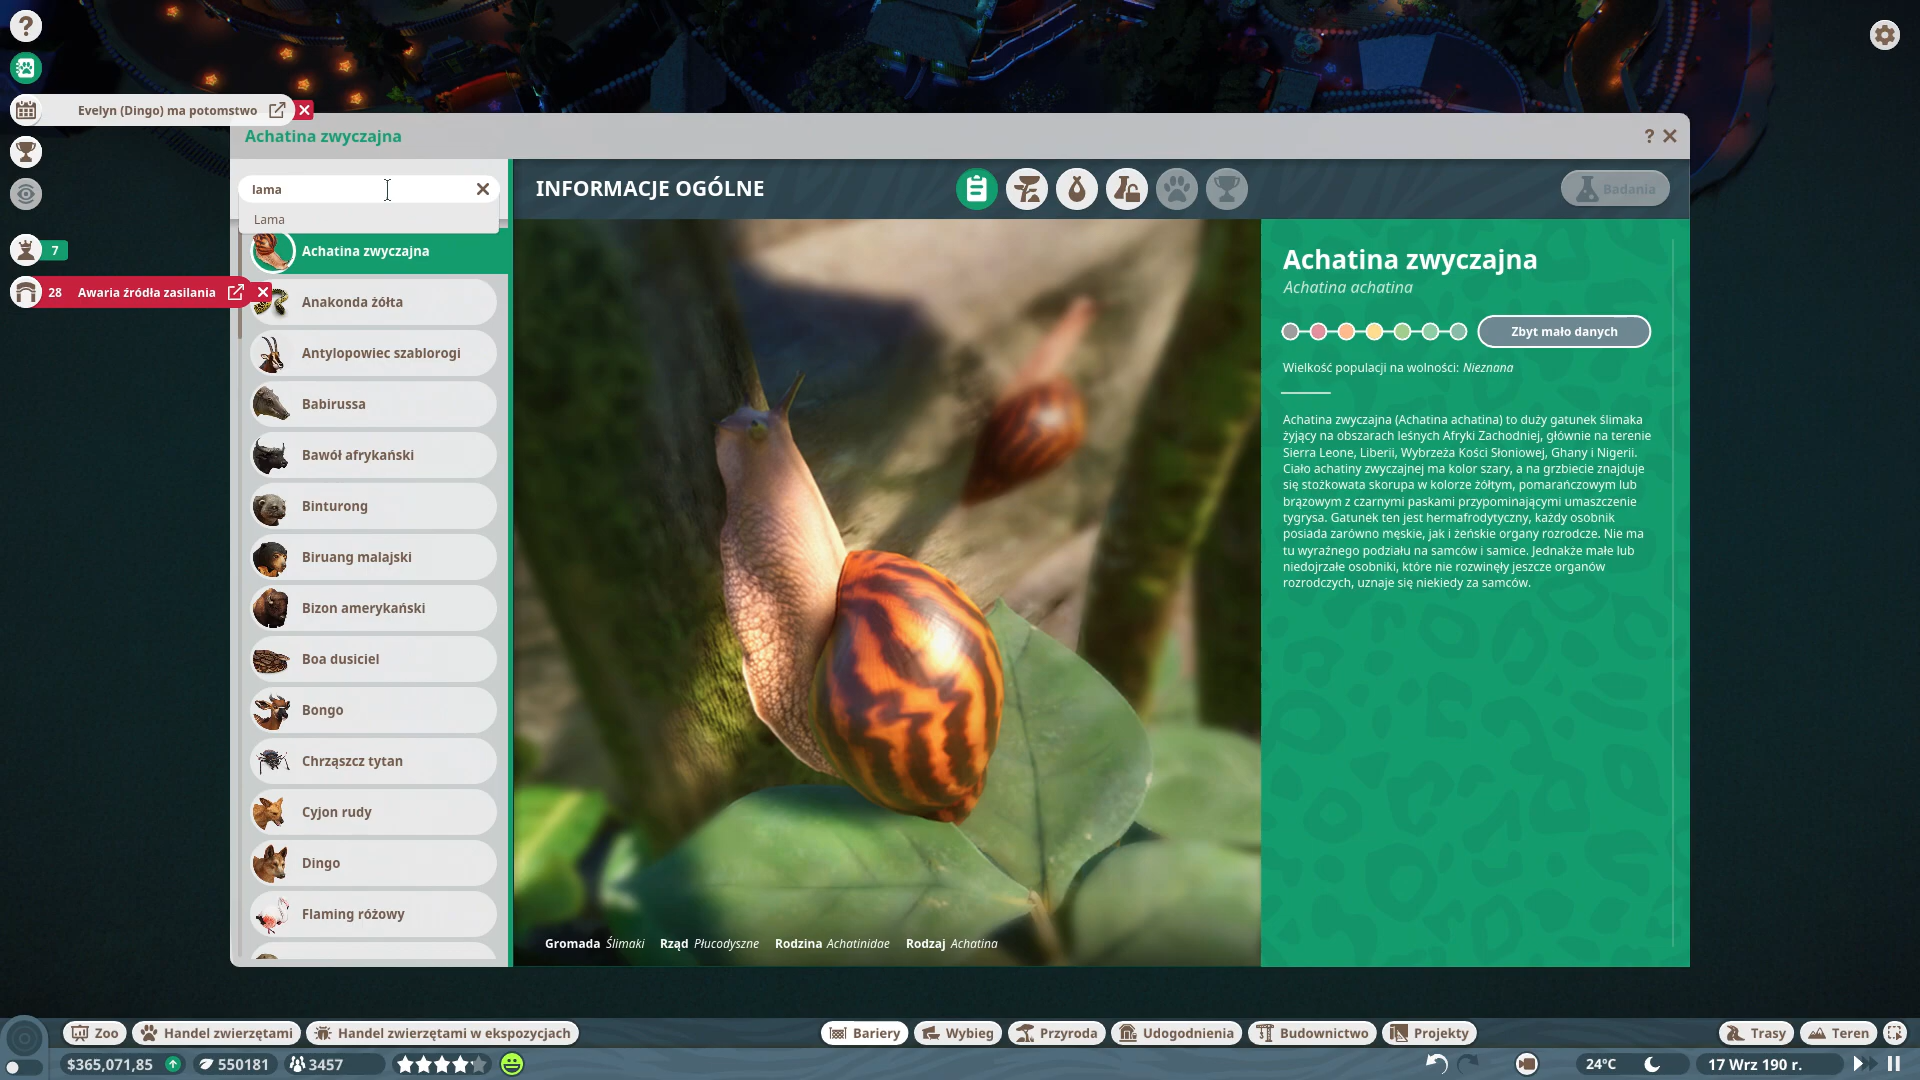 ?
Evelyn (Dingo) ma potomstwo
Achatina zwyczajna
?
lama
Lama
INFORMACJE OGÓLNE
Badania
7
28 Awaria źródła zasilania
Achatina zwyczajna
Anakonda żółta
Antylopowiec szablorogi
Babirussa
Bawół afrykański
Binturong
Biruang malajski
Bizon amerykański
Boa dusiciel
Bongo
Chrząszcz tytan
Cyjon rudy
Dingo
Flaming różowy
Gromada Ślimaki Rząd Płucodyszne Rodzina Achatinidae Rodzaj Achatina
Achatina zwyczajna
Achatina achatina
Zbyt mało danych
Wielkość populacji na wolności: Nieznana
Achatina zwyczajna (Achatina achatina) to duży gatunek ślimaka
żyjący na obszarach leśnych Afryki Zachodniej, głównie na terenie
Sierra Leone, Liberii, Wybrzeża Kości Słoniowej, Ghany i Nigerii.
Ciało achatiny zwyczajnej ma kolor szary, a na grzbiecie znajduje
się stożkowata skorupa w kolorze żółtym, pomarańczowym lub
brązowym z czarnymi paskami przypominającymi umaszczenie
tygrysa. Gatunek ten jest hermafrodytyczny, każdy osobnik
posiada zarówno męskie, jak i żeńskie organy rozrodcze. Nie ma
tu wyraźnego podziału na samców i samice. Jednakże małe lub
niedojrzałe osobniki, które nie rozwinęły jeszcze organów
rozrodczych, uznaje się niekiedy za samców.
Zoo
Handel zwierzętami
Handel zwierzętami w ekspozycjach
Bariery
Wybieg
Przyroda
Udogodnienia
Budownictwo
Projekty
Trasy
Teren
$365,071,85
550181
3457
24°C
17 Wrz 190 r.